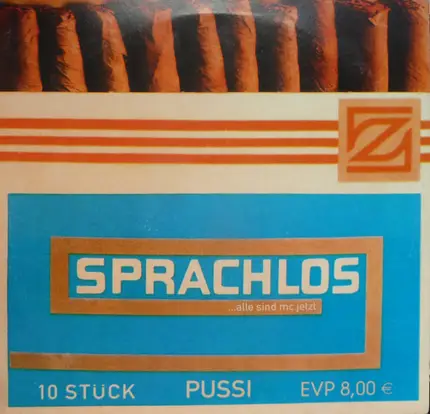 Z
SPRACHLOS
...alle sind mc jetzt
10 STÜCK PUSSI EVP 8,00 €